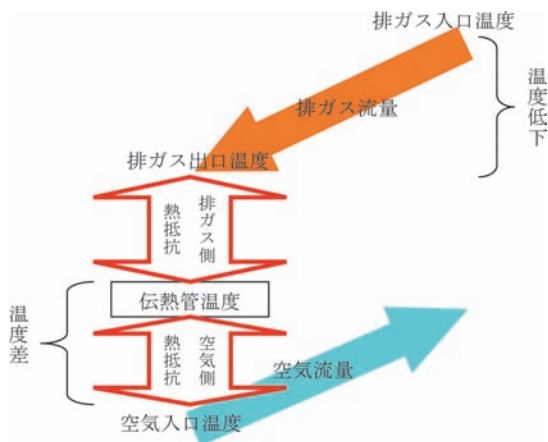 排ガス入口温度
温度低下
排ガス流量
排ガス出口温度
排ガス側
熱抵抗
伝熱管温度
温度差
空気側
熱抵抗
空気流量
空気入口温度